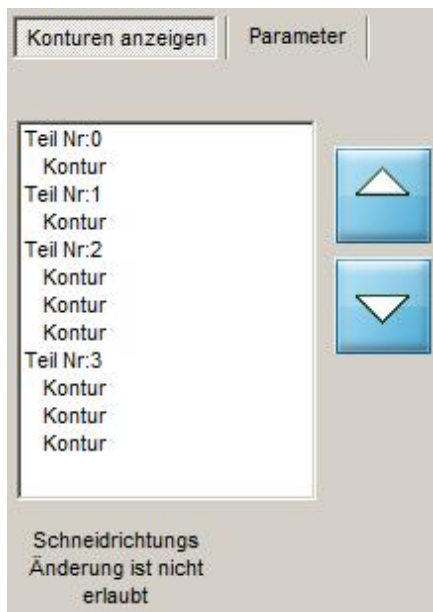 Konturen anzeigen Parameter
Teil Nr:0
Kontur
Teil Nr:1
Kontur
Teil Nr:2
Kontur
Kontur
Kontur
Teil Nr:3
Kontur
Kontur
Kontur
Schneidrichtungs
Änderung ist nicht
erlaubt